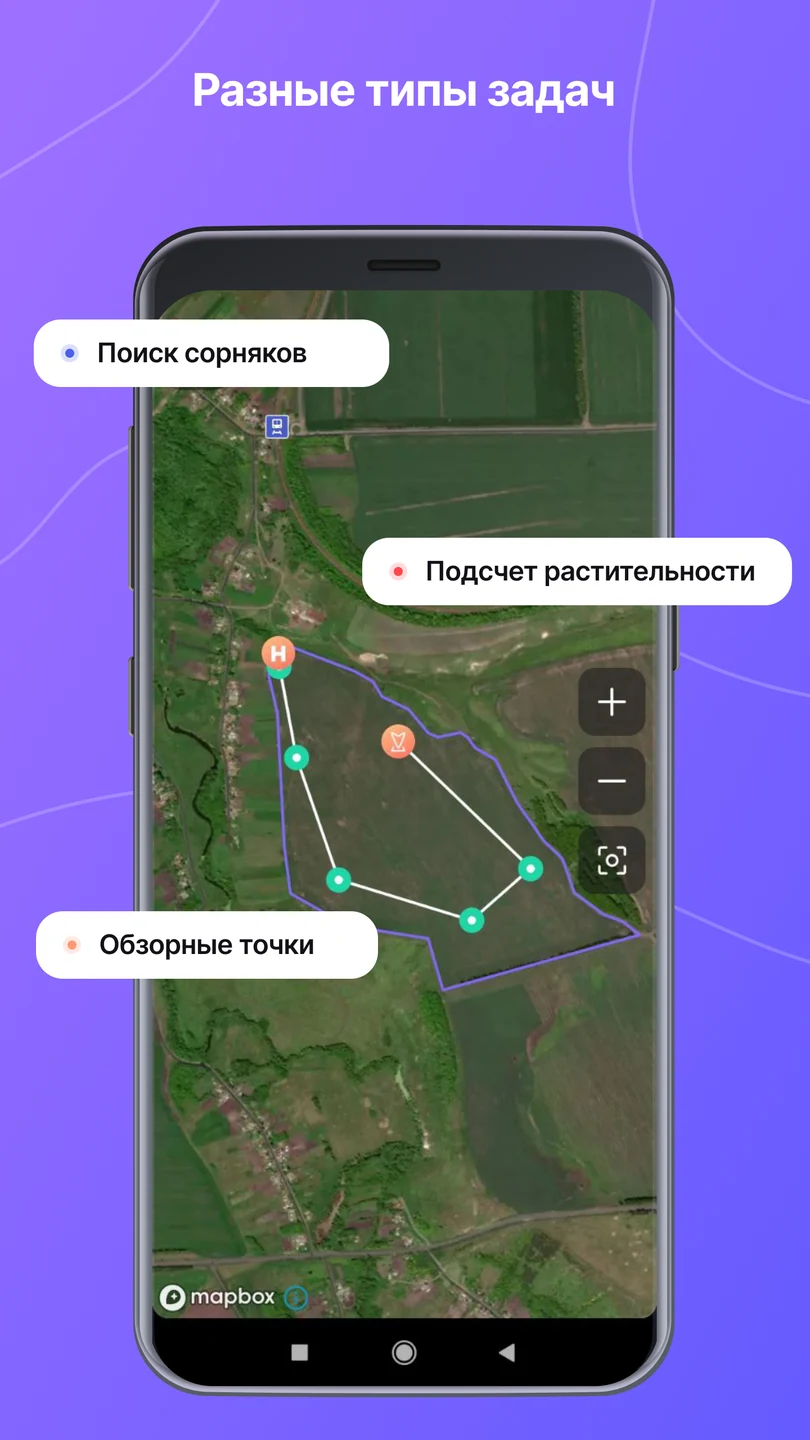 Разные типы задач
Поиск сорняков
Подсчет растительности
H
Обзорные точки
mapbox